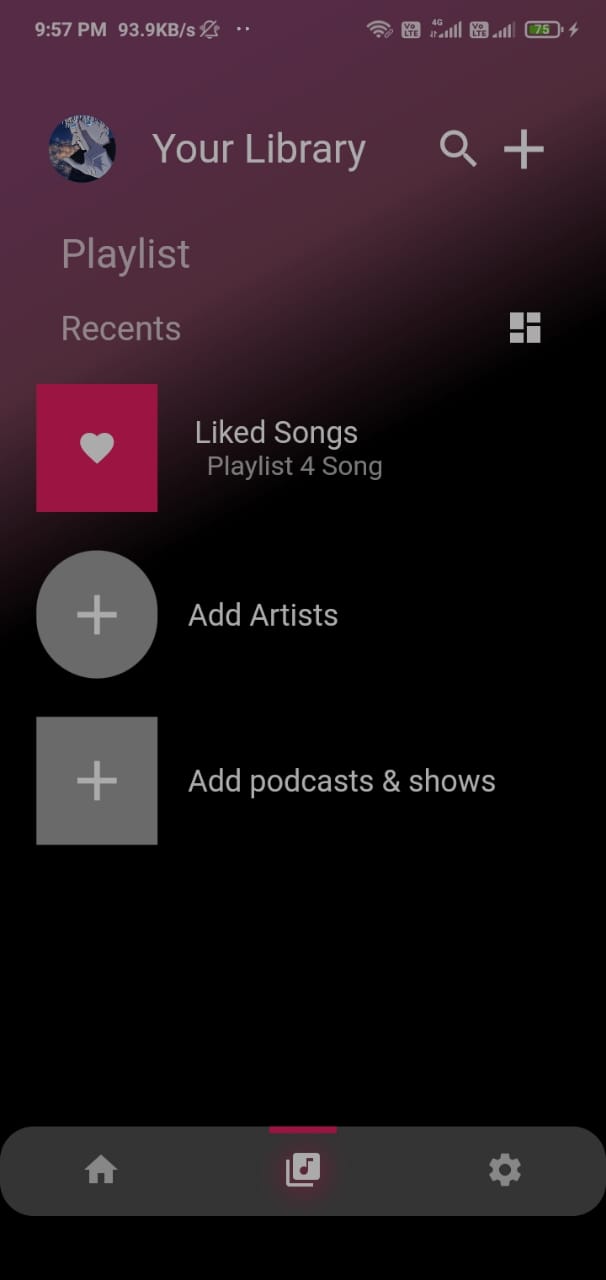 9:57 PM 93.9KB/s Vo LTE 4G Vo LTE 75
Your Library
Playlist
Recents
Liked Songs
Playlist 4 Song
Add Artists
Add podcasts & shows